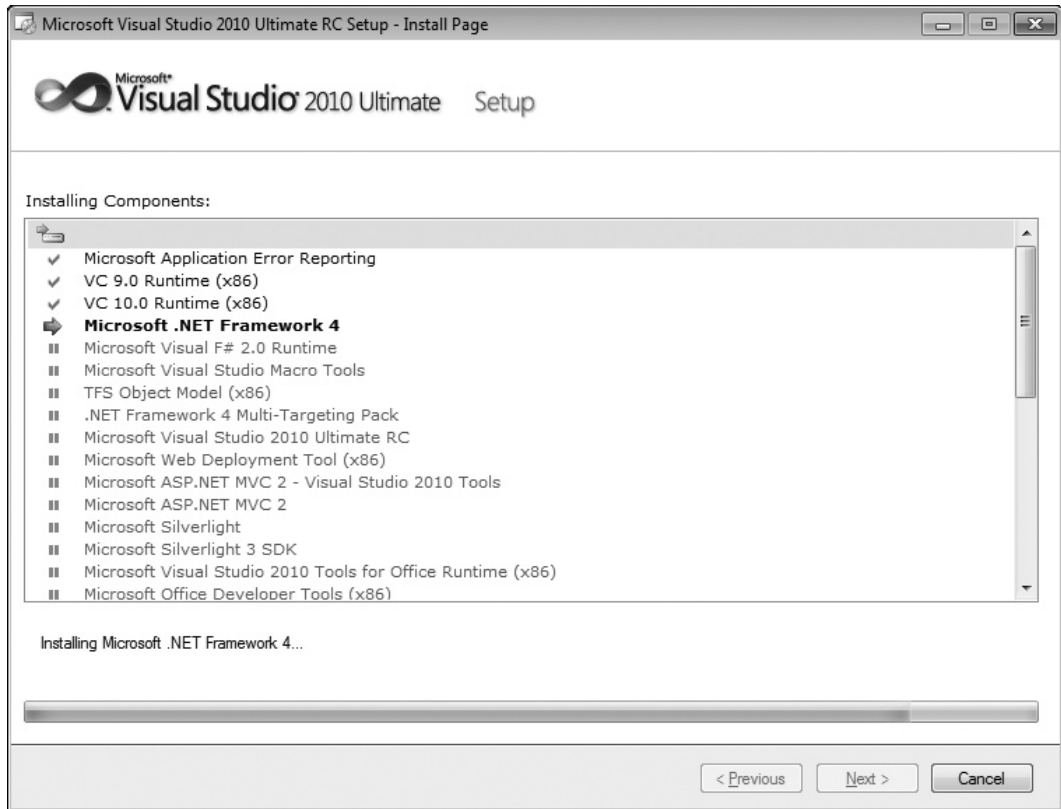 Microsoft Visual Studio 2010 Ultimate RC Setup - Install Page
Microsoft®
Visual Studio® 2010 Ultimate Setup
Installing Components:
Microsoft Application Error Reporting
VC 9.0 Runtime (x86)
VC 10.0 Runtime (x86)
Microsoft .NET Framework 4
Microsoft Visual F# 2.0 Runtime
Microsoft Visual Studio Macro Tools
TFS Object Model (x86)
.NET Framework 4 Multi-Targeting Pack
Microsoft Visual Studio 2010 Ultimate RC
Microsoft Web Deployment Tool (x86)
Microsoft ASP.NET MVC 2 - Visual Studio 2010 Tools
Microsoft ASP.NET MVC 2
Microsoft Silverlight
Microsoft Silverlight 3 SDK
Microsoft Visual Studio 2010 Tools for Office Runtime (x86)
Microsoft Office Developer Tools (x86)
Installing Microsoft .NET Framework 4...
< Previous Next > Cancel